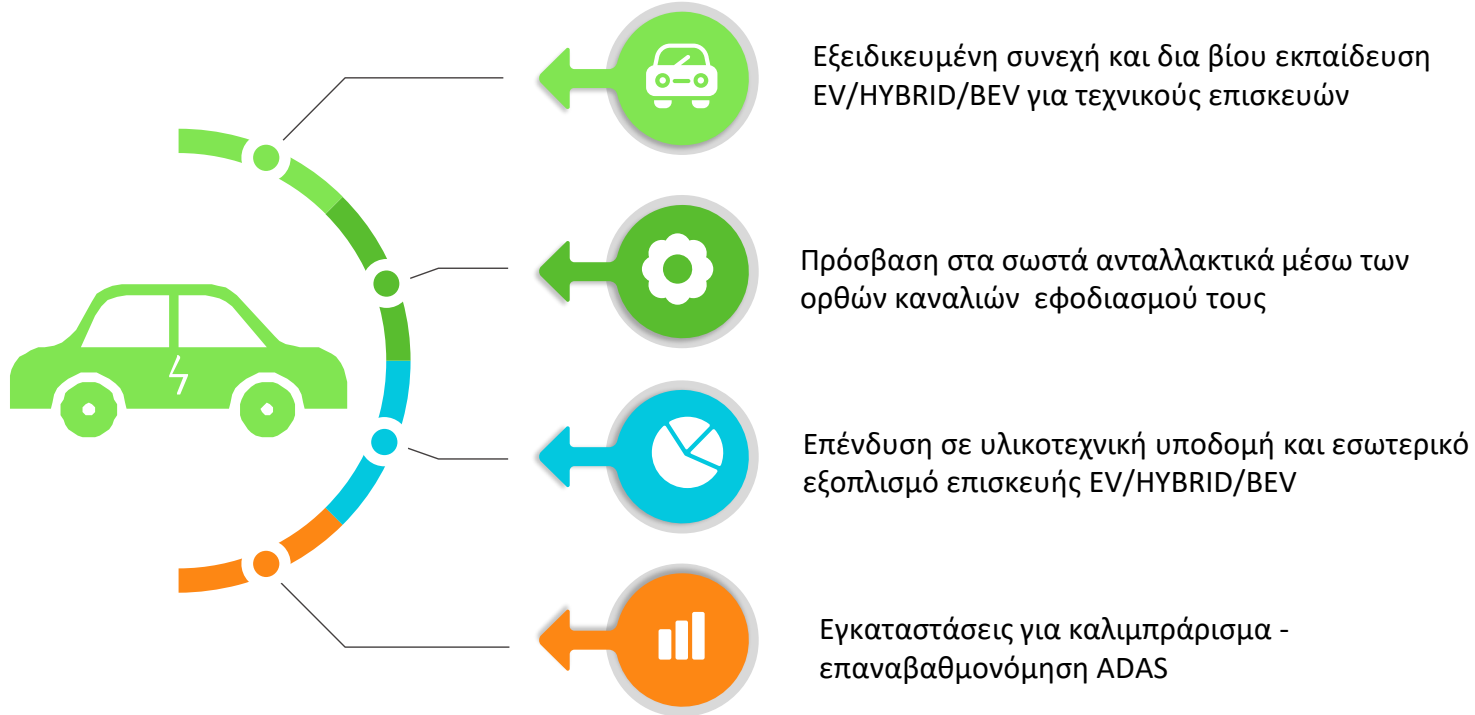 Εξειδικευμένη συνεχή και δια βίου εκπαίδευση
EV/HYBRID/BEV για τεχνικούς επισκευών
Πρόσβαση στα σωστά ανταλλακτικά μέσω των
ορθών καναλιών  εφοδιασμού τους
Επένδυση σε υλικοτεχνική υποδομή και εσωτερικό
εξοπλισμό επισκευής EV/HYBRID/BEV
Εγκαταστάσεις για καλιμπράρισμα -
επαναβαθμονόμηση ADAS